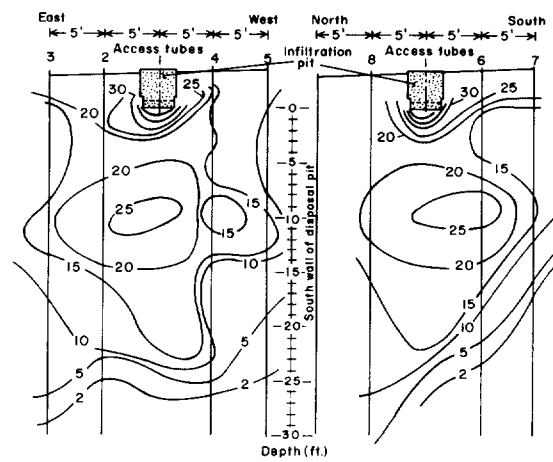 East West North South
5' 5' 5' 5' 5' 5' 5'
Access tubes Infiltration pit Access tubes
3 2 1 4 5 8 1 6 7
30 25 30 25
20 20
0
-5
20 20
15 15
25 -10 25
15
20 20
15 -15 15
10 10
-20
5 5 5
2 2 2
-25
-30
South wall of disposal pit
Depth (ft.)